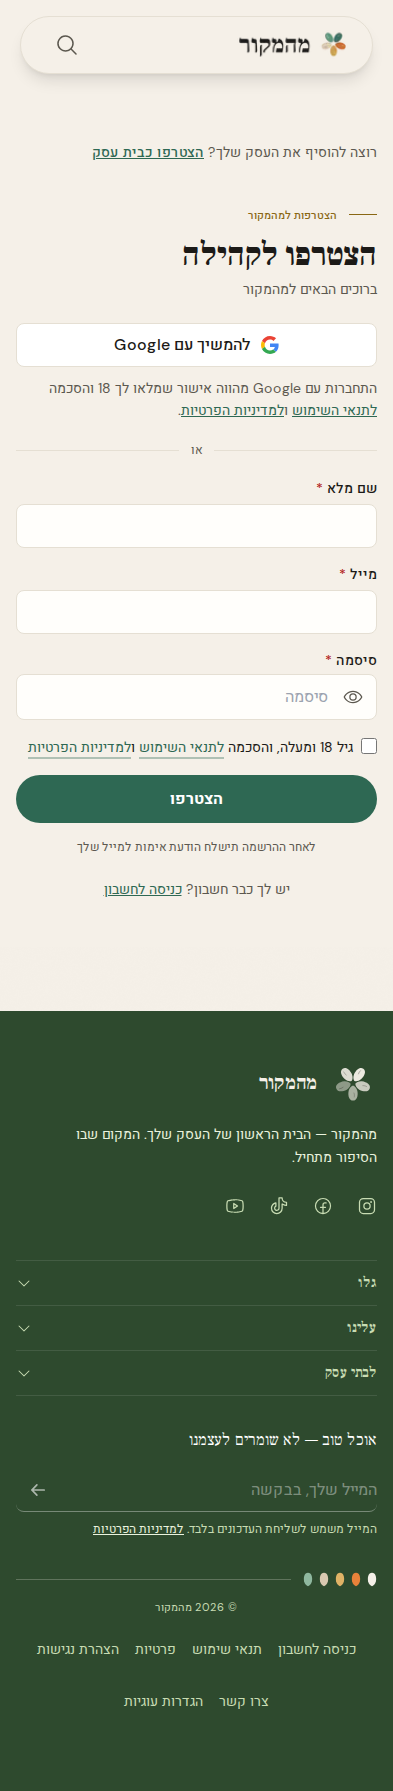 מהמקור
רוצה להוסיף את העסק שלך? הצטרפו כבית עסק
הצטרפות למהמקור
הצטרפו לקהילה
ברוכים הבאים למהמקור
להמשיך עם Google
התחברות עם Google מהווה אישור שמלאו לך 18 והסכמה
לתנאי השימוש ולמדיניות הפרטיות.
או
שם מלא *
מייל *
סיסמה *
סיסמה
גיל 18 ומעלה, והסכמה לתנאי השימוש ולמדיניות הפרטיות
הצטרפו
לאחר ההרשמה תישלח הודעת אימות למייל שלך
יש לך כבר חשבון? כניסה לחשבון
מהמקור
מהמקור — הבית הראשון של העסק שלך. המקום שבו
הסיפור מתחיל.
גלו
עלינו
לבתי עסק
אוכל טוב — לא שומרים לעצמנו
המייל שלך, בבקשה
המייל משמש לשליחת העדכונים בלבד. למדיניות הפרטיות
© 2026 מהמקור
כניסה לחשבון תנאי שימוש פרטיות הצהרת נגישות
צרו קשר הגדרות עוגיות